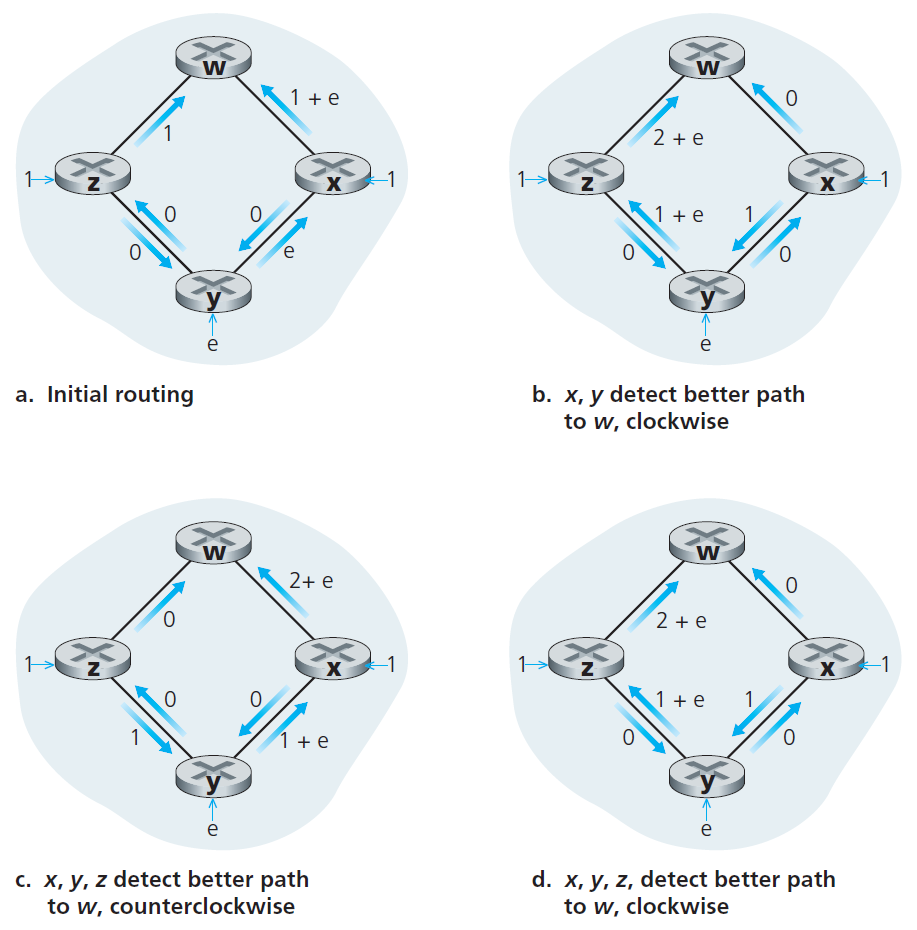 w
1 + e
1
1
z
x
1
0
0
0
e
y
e
a. Initial routing
w
0
2 + e
1
z
x
1
1 + e
1
0
0
y
e
b. x, y detect better path
to w, clockwise
w
2+ e
0
1
z
x
1
0
0
1
1 + e
y
e
c. x, y, z detect better path
to w, counterclockwise
w
0
2 + e
1
z
x
1
1 + e
1
0
0
y
e
d. x, y, z, detect better path
to w, clockwise